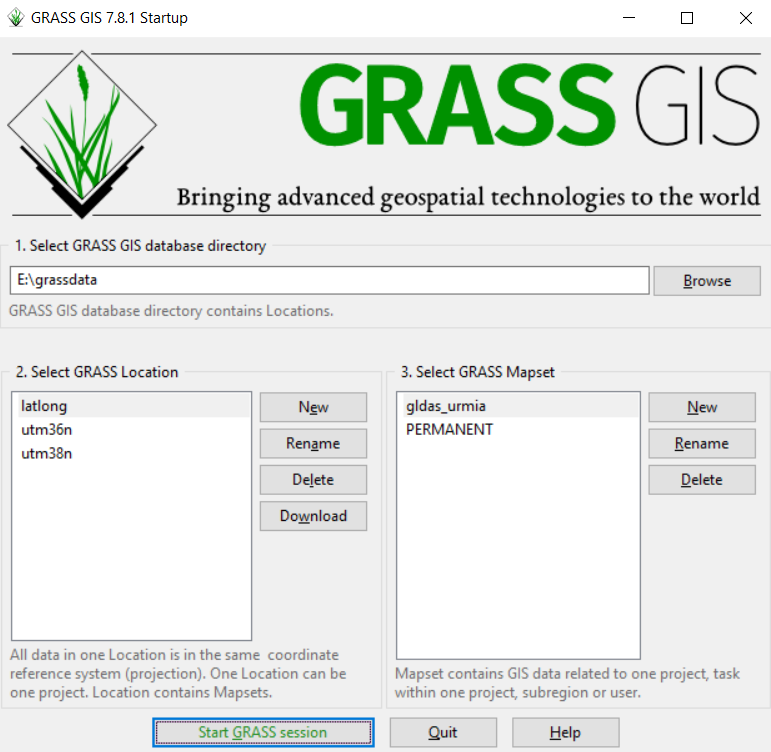 GRASS GIS 7.8.1 Startup
GRASS GIS
Bringing advanced geospatial technologies to the world
1. Select GRASS GIS database directory
E:\grassdata
Browse
GRASS GIS database directory contains Locations.
2. Select GRASS Location
latlong
utm36n
utm38n
New
Rename
Delete
Download
All data in one Location is in the same coordinate
reference system (projection). One Location can be
one project. Location contains Mapsets.
3. Select GRASS Mapset
gldas_urmia
PERMANENT
New
Rename
Delete
Mapset contains GIS data related to one project, task
within one project, subregion or user.
Start GRASS session
Quit
Help